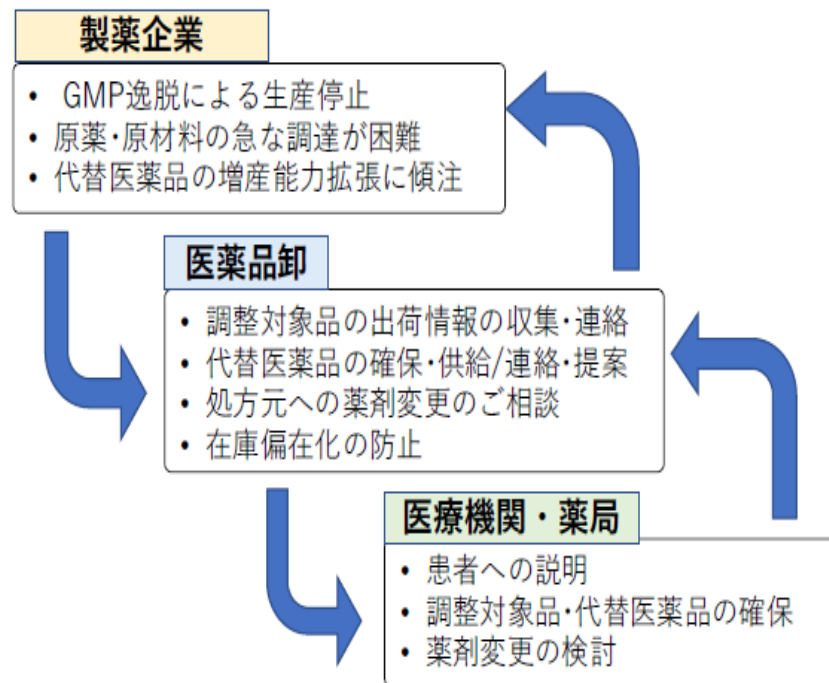 製薬企業
• GMP逸脱による生産停止
• 原薬・原材料の急な調達が困難
• 代替医薬品の増産能力拡張に傾注
医薬品卸
• 調整対象品の出荷情報の収集・連絡
• 代替医薬品の確保・供給/連絡・提案
• 処方元への薬剤変更のご相談
• 在庫偏在化の防止
医療機関・薬局
• 患者への説明
• 調整対象品・代替医薬品の確保
• 薬剤変更の検討